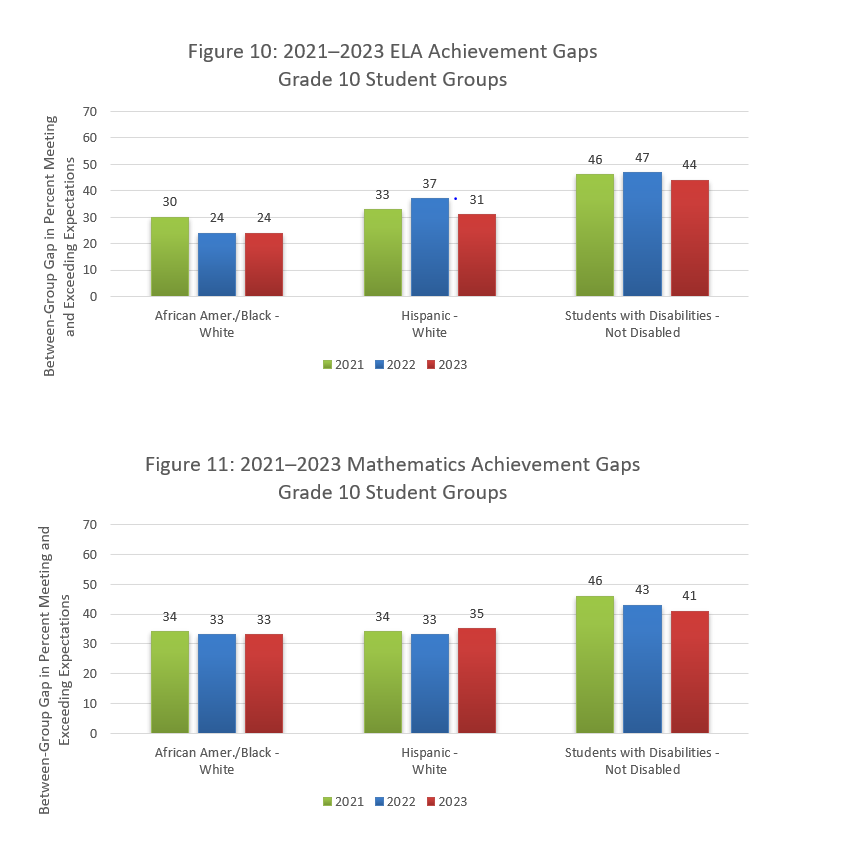 Figure 10: 2021–2023 ELA Achievement Gaps
Grade 10 Student Groups
Between-Group Gap in Percent Meeting
and Exceeding Expectations
70
60
50
40
30
20
10
0
30
24
24
33
37
31
46
47
44
African Amer./Black -
White
Hispanic -
White
Students with Disabilities -
Not Disabled
2021
2022
2023
Figure 11: 2021–2023 Mathematics Achievement Gaps
Grade 10 Student Groups
Between-Group Gap in Percent Meeting and
Exceeding Expectations
70
60
50
40
30
20
10
0
34
33
33
34
33
35
46
43
41
African Amer./Black -
White
Hispanic -
White
Students with Disabilities -
Not Disabled
2021
2022
2023